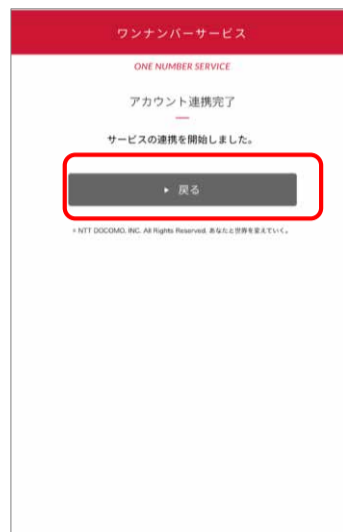 ワンナンバーサービス
ONE NUMBER SERVICE
アカウント連携完了
サービスの連携を開始しました。
▶ 戻る
© NTT DOCOMO, INC. All Rights Reserved. あなたと世界を変えていく。